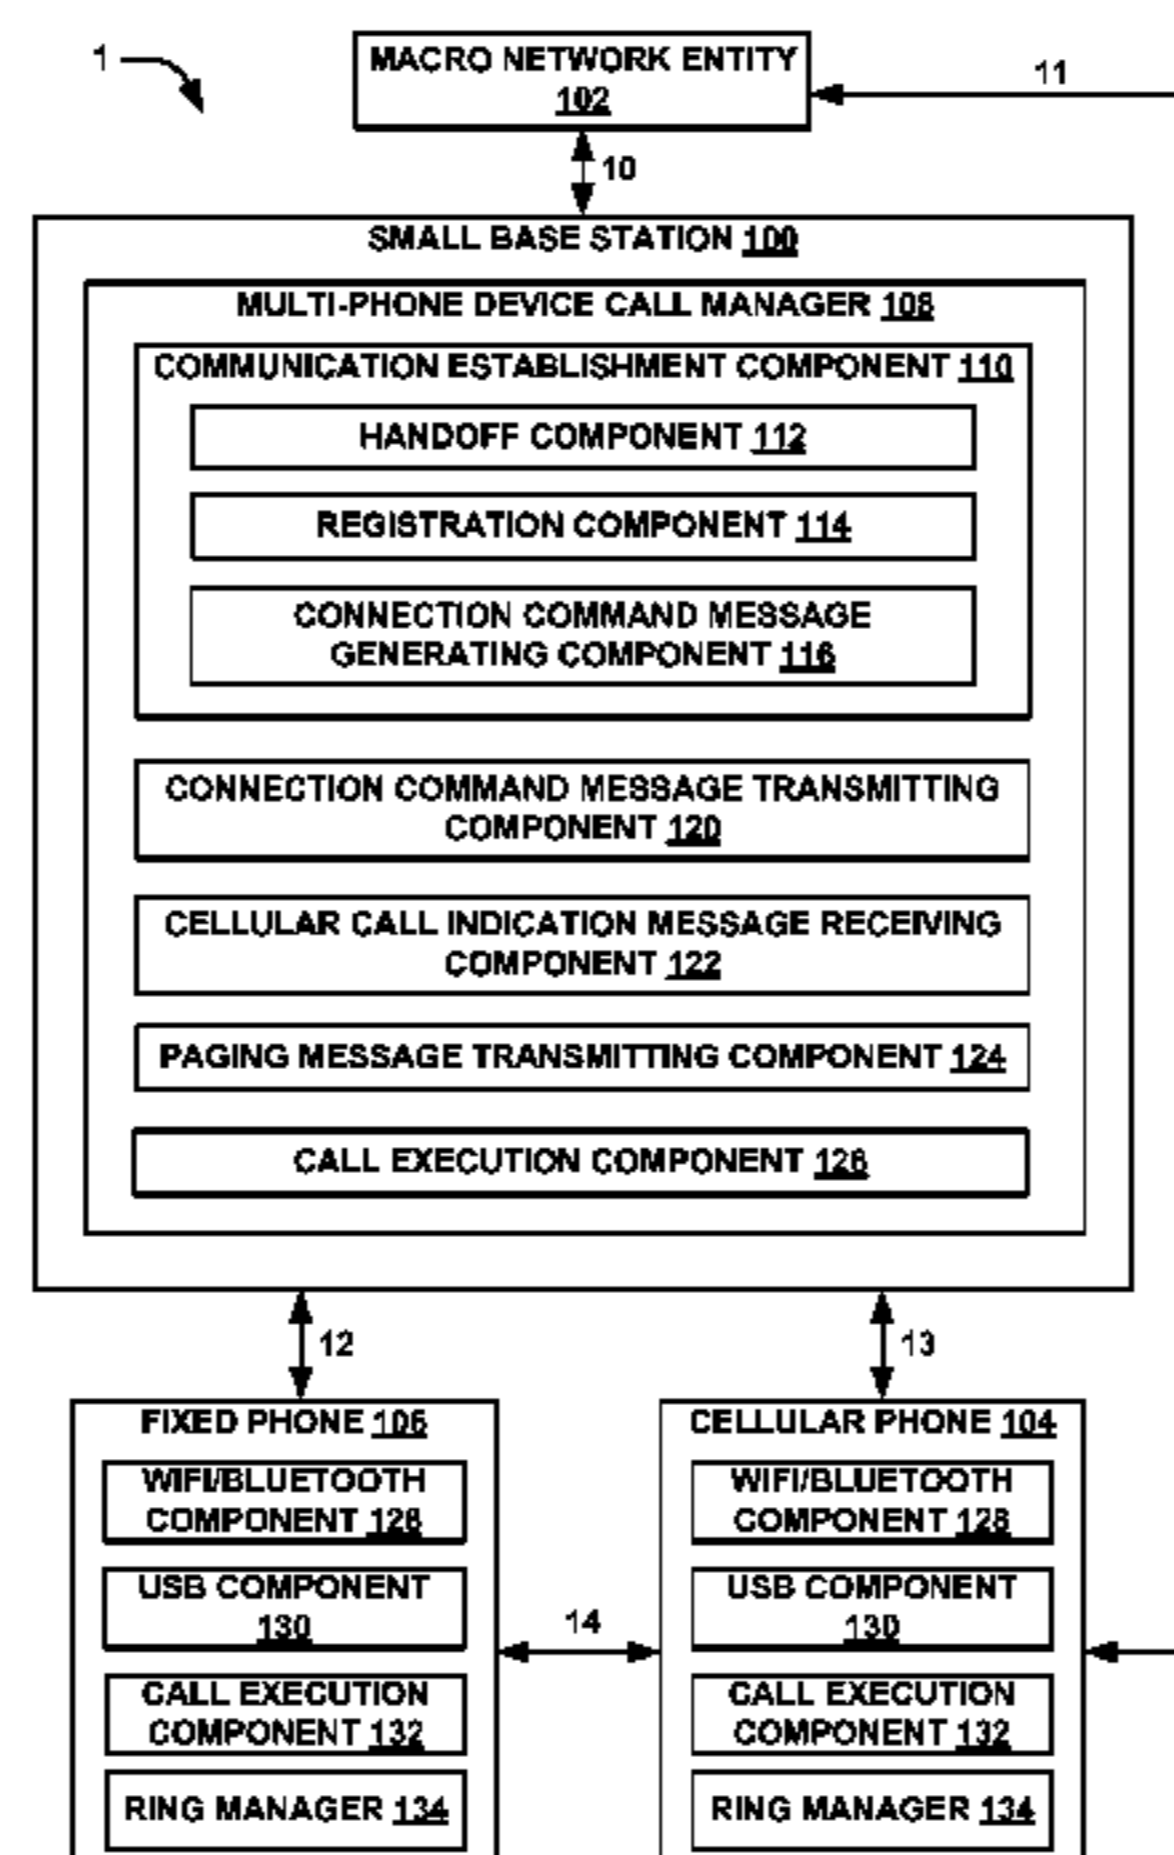 1
MACRO NETWORK ENTITY
102
11
10
SMALL BASE STATION 100
MULTI-PHONE DEVICE CALL MANAGER 108
COMMUNICATION ESTABLISHMENT COMPONENT 110
HANDOFF COMPONENT 112
REGISTRATION COMPONENT 114
CONNECTION COMMAND MESSAGE
GENERATING COMPONENT 116
CONNECTION COMMAND MESSAGE TRANSMITTING
COMPONENT 120
CELLULAR CALL INDICATION MESSAGE RECEIVING
COMPONENT 122
PAGING MESSAGE TRANSMITTING COMPONENT 124
CALL EXECUTION COMPONENT 126
12
13
FIXED PHONE 106
WIFI/BLUETOOTH
COMPONENT 128
USB COMPONENT
130
CALL EXECUTION
COMPONENT 132
RING MANAGER 134
14
CELLULAR PHONE 104
WIFI/BLUETOOTH
COMPONENT 128
USB COMPONENT
130
CALL EXECUTION
COMPONENT 132
RING MANAGER 134